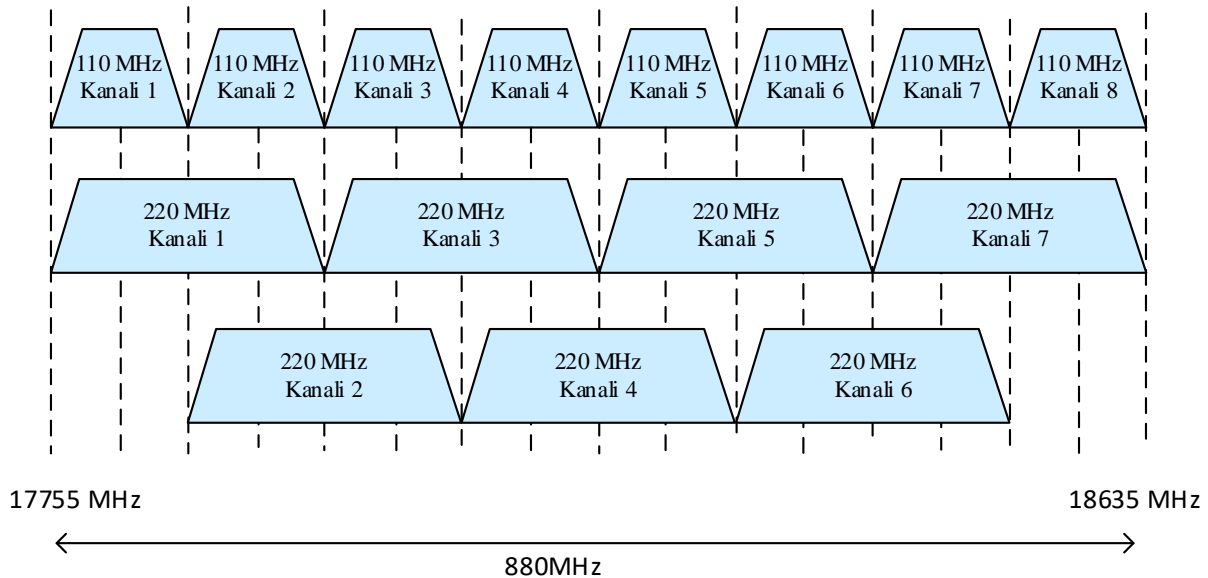 110 MHz
Kanali 1
110 MHz
Kanali 2
110 MHz
Kanali 3
110 MHz
Kanali 4
110 MHz
Kanali 5
110 MHz
Kanali 6
110 MHz
Kanali 7
110 MHz
Kanali 8
220 MHz
Kanali 1
220 MHz
Kanali 3
220 MHz
Kanali 5
220 MHz
Kanali 7
220 MHz
Kanali 2
220 MHz
Kanali 4
220 MHz
Kanali 6
17755 MHz
18635 MHz
880MHz